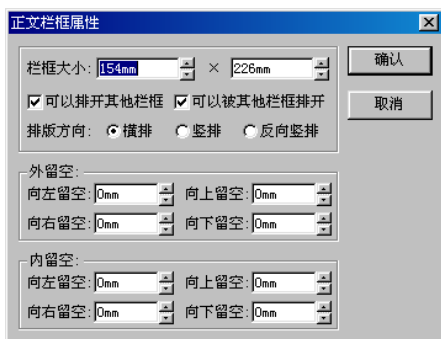 正文栏框属性
栏框大小: 154mm × 226mm 确认
可以排开其他栏框 可以被其他栏框排开 取消
排版方向: 横排 竖排 反向竖排
外留空:
向左留空: 0mm 向上留空: 0mm
向右留空: 0mm 向下留空: 0mm
内留空:
向左留空: 0mm 向上留空: 0mm
向右留空: 0mm 向下留空: 0mm